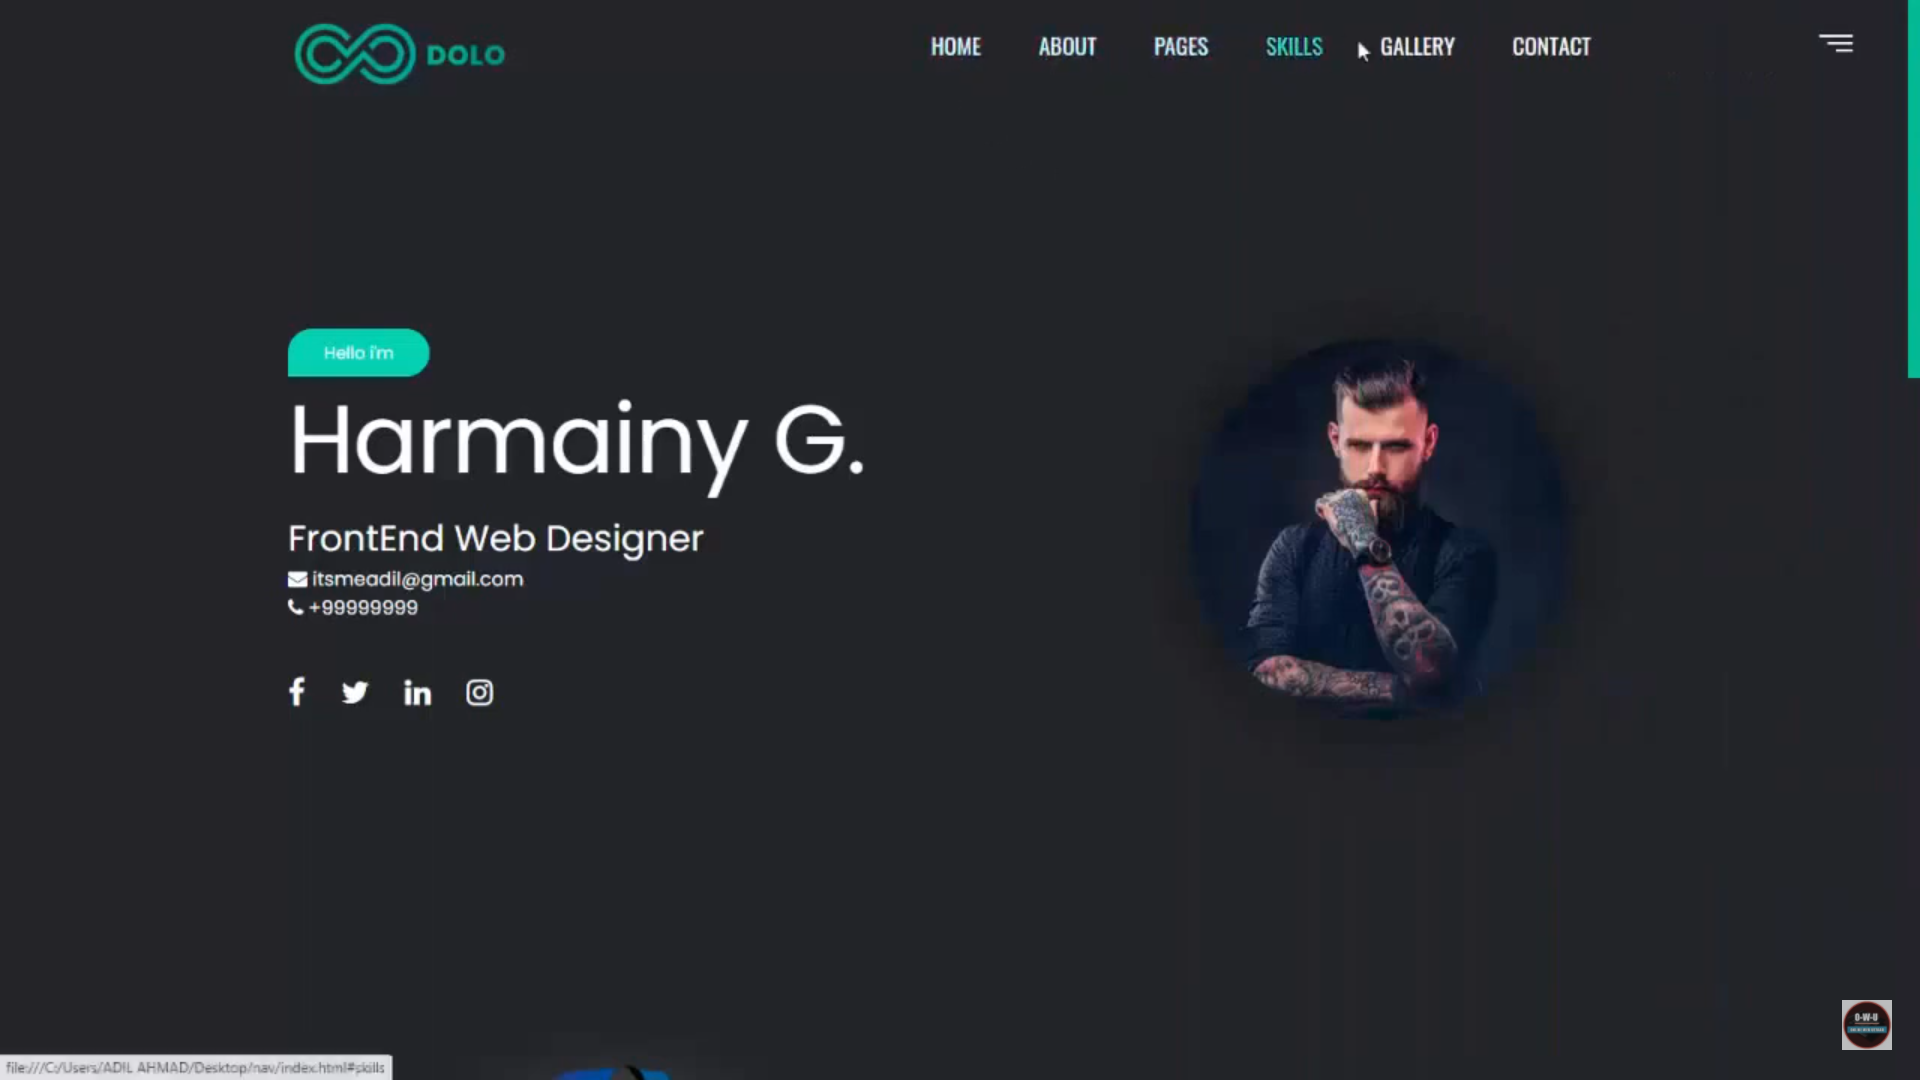 DOLO
HOME ABOUT PAGES SKILLS GALLERY CONTACT
Hello i'm
Harmainy G.
FrontEnd Web Designer
itsmeadil@gmail.com
+99999999
O-W-U
file:///C:/Users/ADIL AHMAD/Desktop/nav/index.html#skills